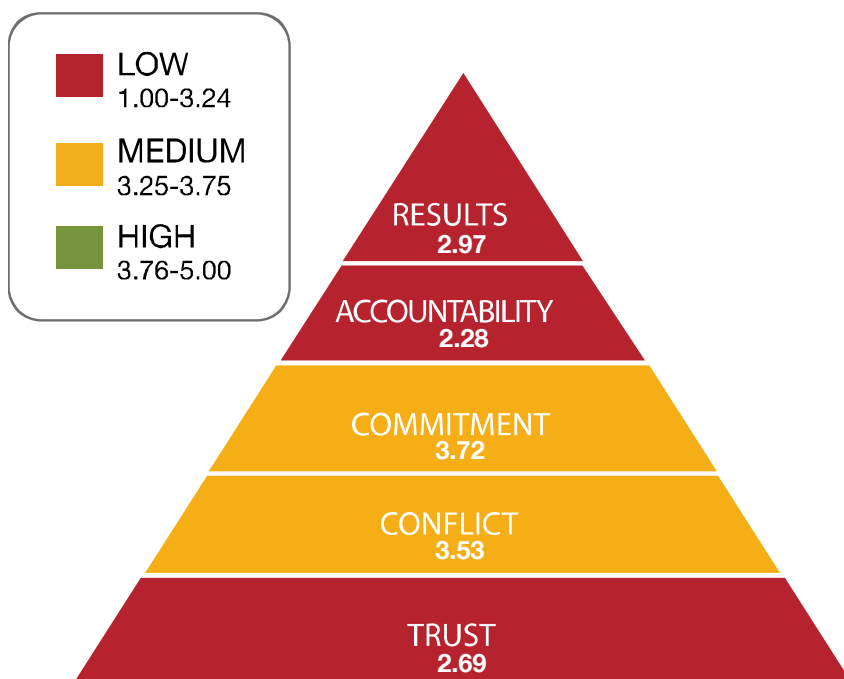 LOW
1.00-3.24
MEDIUM
3.25-3.75
HIGH
3.76-5.00
RESULTS
2.97
ACCOUNTABILITY
2.28
COMMITMENT
3.72
CONFLICT
3.53
TRUST
2.69